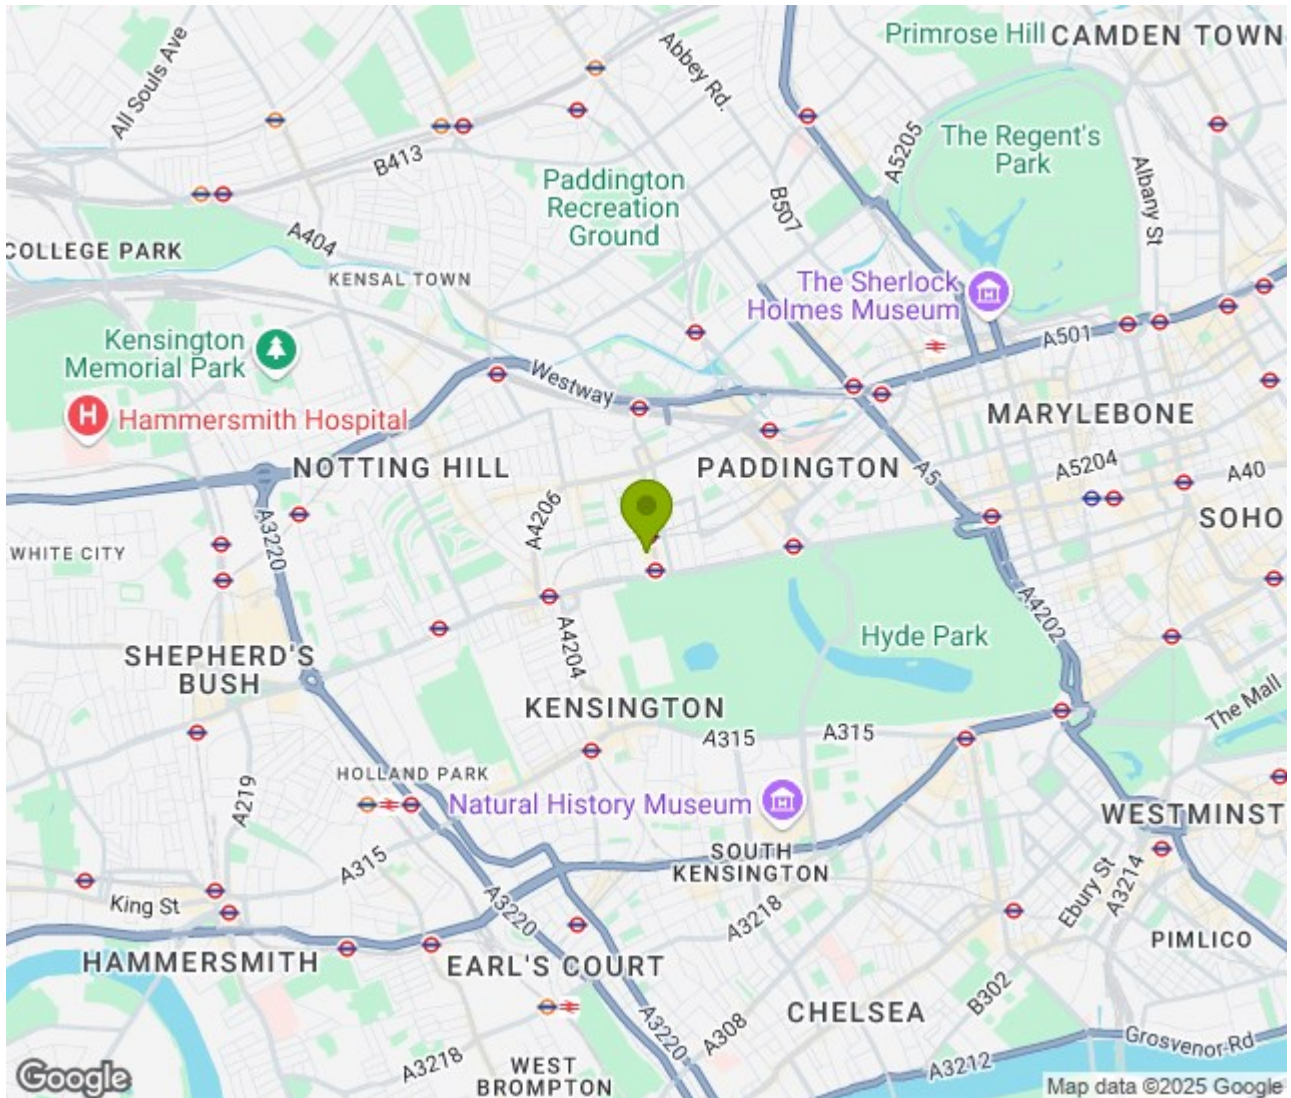 Primrose Hill
CAMDEN TOWN
All Souls Ave
Abbey Rd.
A5205
The Regent's
Park
B413
Albany St
Paddington
Recreation
Ground
B507
A404
COLLEGE PARK
KENSAL TOWN
The Sherlock
Holmes Museum
Kensington
Memorial Park
A501
Westway
H
Hammersmith Hospital
MARYLEBONE
NOTTING HILL
PADDINGTON
A5
A5204
A40
A4206
SOHO
A3220
WHITE CITY
A4202
A4204
Hyde Park
SHEPHERD'S
BUSH
KENSINGTON
The Mall
A315
A315
HOLLAND PARK
A219
Natural History Museum
WESTMINST
SOUTH
KENSINGTON
A315
Ebury St
A3214
King St
A3220
A3218
PIMLICO
HAMMERSMITH
EARL'S COURT
B302
CHELSEA
A3220
A308
Grosvenor Rd
A3218
WEST
BROMPTON
A3212
Google
Map data ©2025 Google